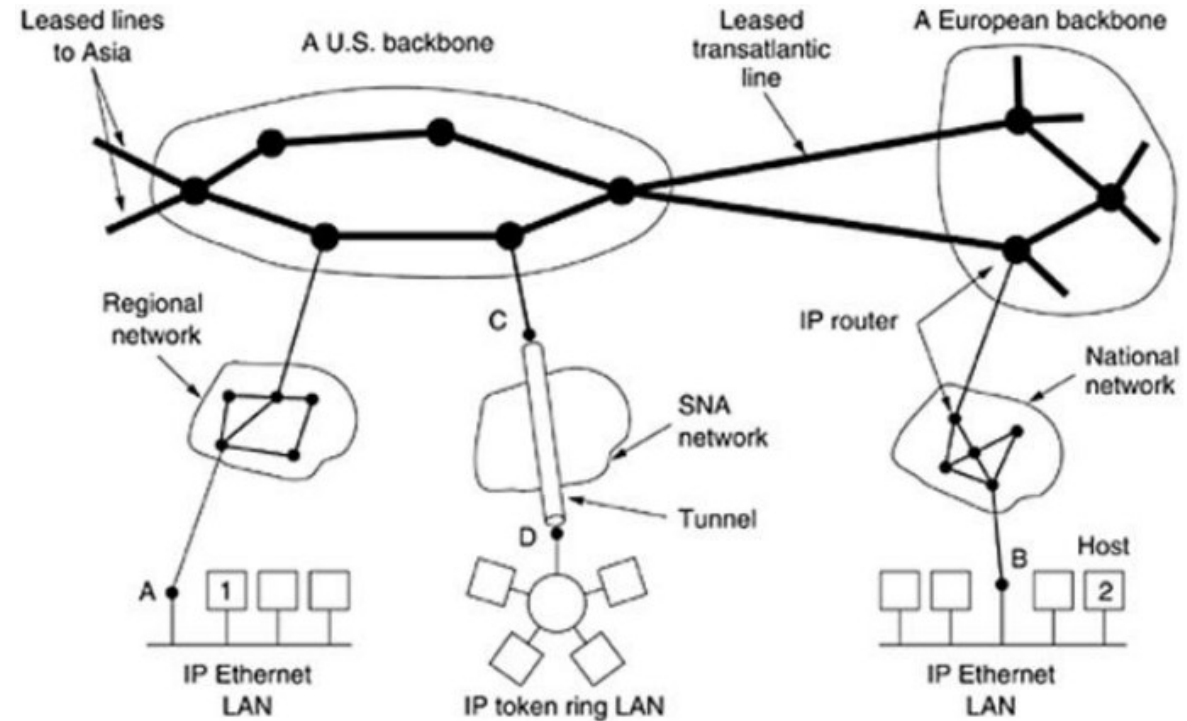 Leased lines
to Asia
A U.S. backbone
Leased
transatlantic
line
A European backbone
Regional
network
C
IP router
National
network
SNA
network
Tunnel
D
A
1
B
Host
2
IP Ethernet
LAN
IP token ring LAN
IP Ethernet
LAN